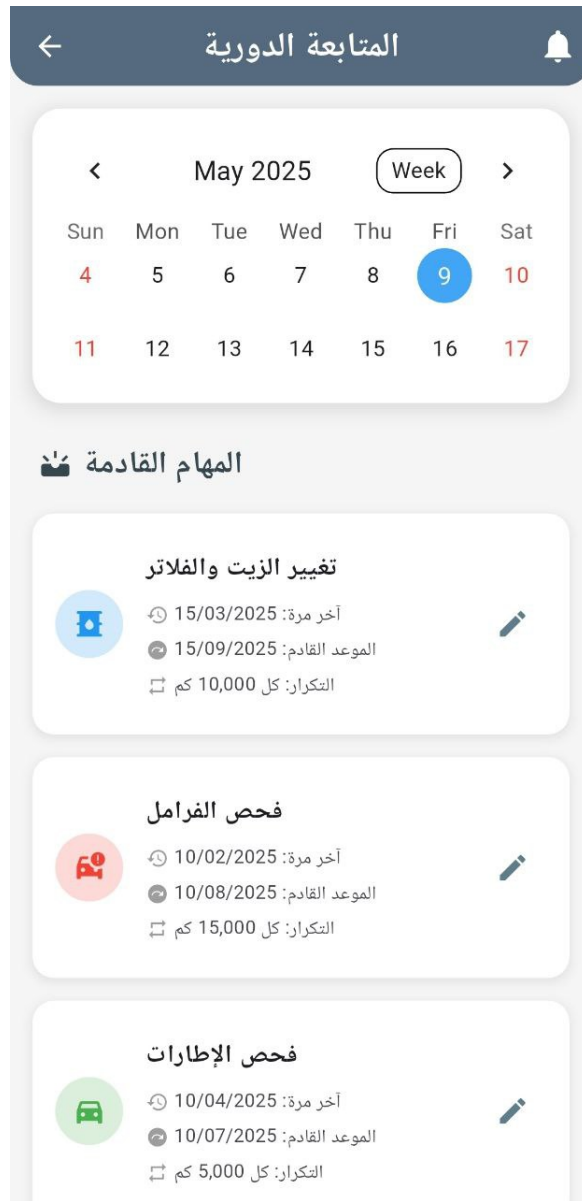 المتابعة الدورية
May 2025 Week
Sun Mon Tue Wed Thu Fri Sat
4 5 6 7 8 9 10
11 12 13 14 15 16 17
المهام القادمة
تغيير الزيت والفلاتر
آخر مرة: 15/03/2025
الموعد القادم: 15/09/2025
التكرار: كل 10,000 كم
فحص الفرامل
آخر مرة: 10/02/2025
الموعد القادم: 10/08/2025
التكرار: كل 15,000 كم
فحص الإطارات
آخر مرة: 10/04/2025
الموعد القادم: 10/07/2025
التكرار: كل 5,000 كم